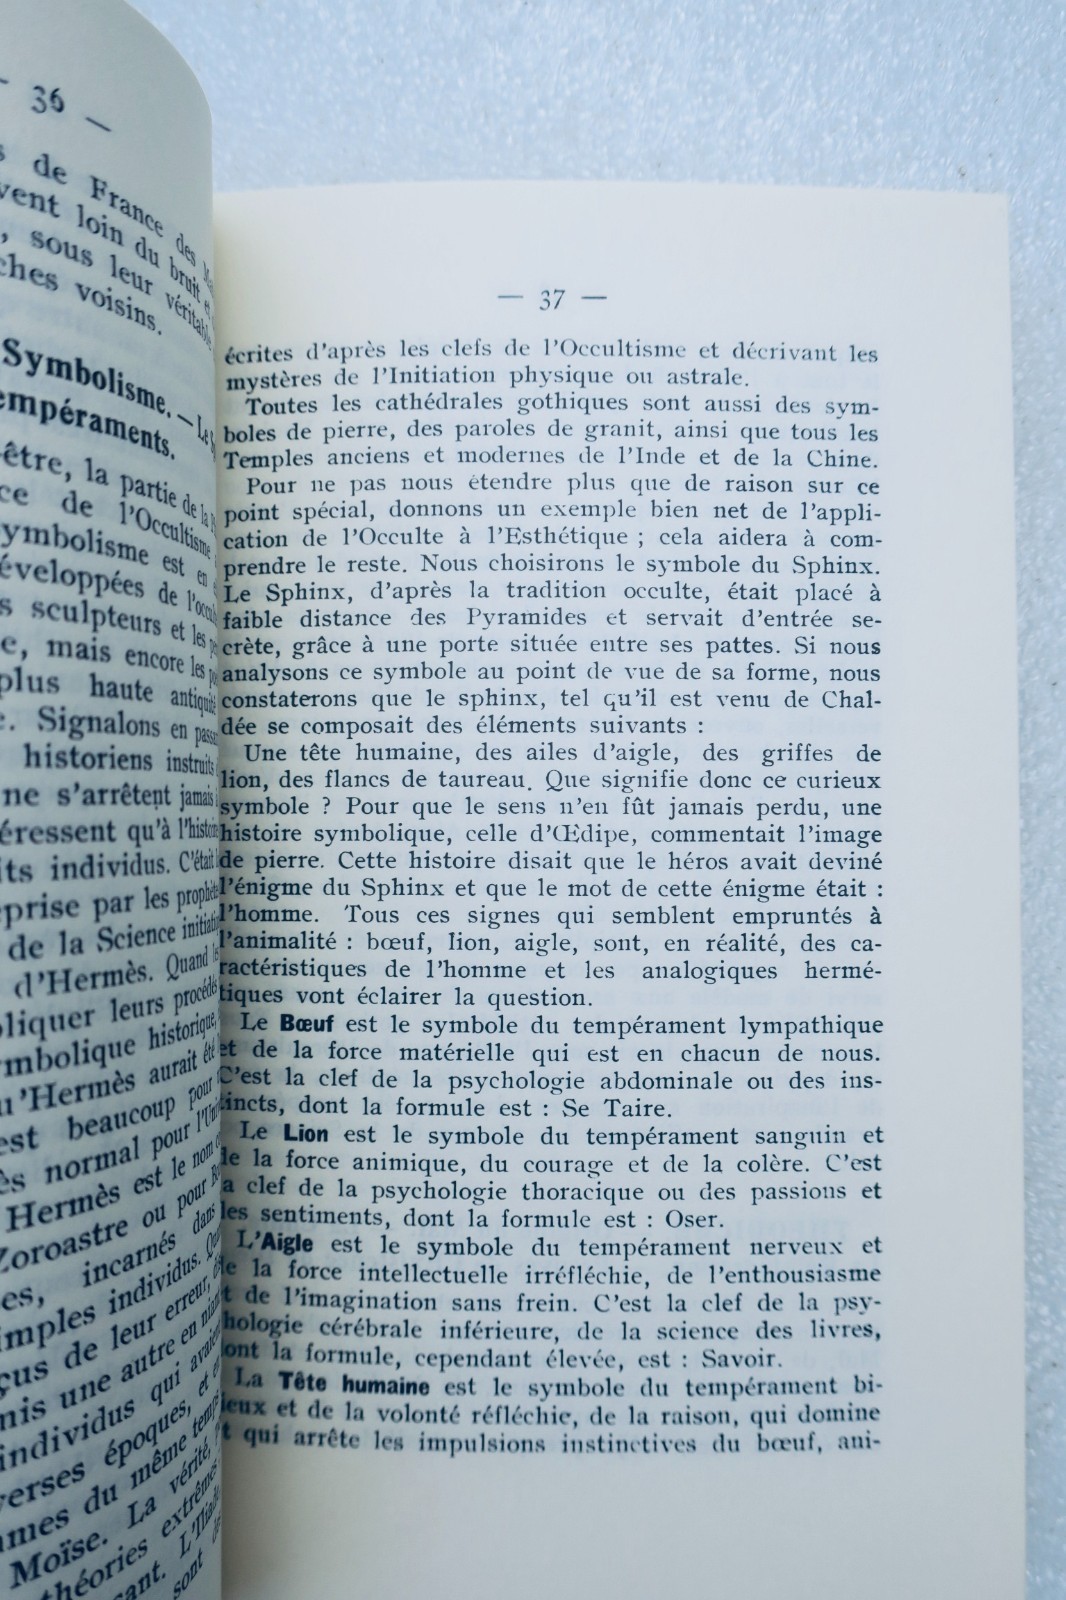 — 36 —
de France des
vent loin du bruit et
, sous leur véritable
ches voisins.
Symbolisme. — Le
empéraments.
-être, la partie de la
ce de l'Occultisme
ymbolisme est en
éveloppées de l'occul
s sculpteurs et les
e, mais encore les
plus haute antiquité
e. Signalons en passa
historiens instruits
ne s'arrêtent jamais
éressent qu'à l'histoire
its individus. C'était
eprise par les prophète
de la Science initiati
d'Hermès. Quand les
pliquer leurs procédés
mbolique historique,
u'Hermès aurait été
est beaucoup pour
ès normal pour l'Uni
Hermès est le nom
Zoroastre ou pour
es, incarnés dans
imples individus.
çus de leur erreur,
mis une autre en niant
individus qui avaient
verses époques, et
mmes du même temps
Moïse. La vérité,
théories extrêmes
çant. L'Iliade
sont
— 37 —
écrites d'après les clefs de l'Occultisme et décrivant les
mystères de l'Initiation physique ou astrale.
Toutes les cathédrales gothiques sont aussi des sym-
boles de pierre, des paroles de granit, ainsi que tous les
Temples anciens et modernes de l'Inde et de la Chine.
Pour ne pas nous étendre plus que de raison sur ce
point spécial, donnons un exemple bien net de l'appli-
cation de l'Occulte à l'Esthétique ; cela aidera à com-
prendre le reste. Nous choisirons le symbole du Sphinx.
Le Sphinx, d'après la tradition occulte, était placé à
faible distance des Pyramides et servait d'entrée se-
crète, grâce à une porte située entre ses pattes. Si nous
analysons ce symbole au point de vue de sa forme, nous
constaterons que le sphinx, tel qu'il est venu de Chal-
dée se composait des éléments suivants :
Une tête humaine, des ailes d'aigle, des griffes de
lion, des flancs de taureau. Que signifie donc ce curieux
symbole ? Pour que le sens n'en fût jamais perdu, une
histoire symbolique, celle d'Œdipe, commentait l'image
de pierre. Cette histoire disait que le héros avait deviné
l'énigme du Sphinx et que le mot de cette énigme était :
l'homme. Tous ces signes qui semblent empruntés à
l'animalité : bœuf, lion, aigle, sont, en réalité, des ca-
ractéristiques de l'homme et les analogiques hermé-
tiques vont éclairer la question.
Le Bœuf est le symbole du tempérament lympathique
et de la force matérielle qui est en chacun de nous.
C'est la clef de la psychologie abdominale ou des ins-
tincts, dont la formule est : Se Taire.
Le Lion est le symbole du tempérament sanguin et
de la force animique, du courage et de la colère. C'est
la clef de la psychologie thoracique ou des passions et
les sentiments, dont la formule est : Oser.
L'Aigle est le symbole du tempérament nerveux et
de la force intellectuelle irréfléchie, de l'enthousiasme
t de l'imagination sans frein. C'est la clef de la psy-
hologie cérébrale inférieure, de la science des livres,
ont la formule, cependant élevée, est : Savoir.
La Tête humaine est le symbole du tempérament bi-
ieux et de la volonté réfléchie, de la raison, qui domine
t qui arrête les impulsions instinctives du bœuf, ani-